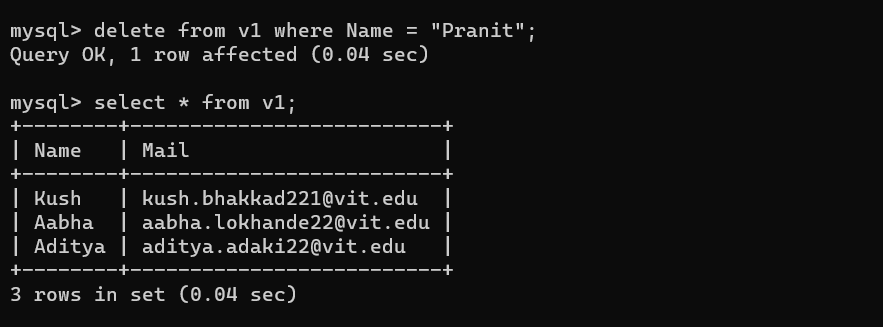 mysql> delete from v1 where Name = "Pranit";
Query OK, 1 row affected (0.04 sec)
mysql> select * from v1;
+--------+--------------------------+
| Name   | Mail                     |
+--------+--------------------------+
| Kush   | kush.bhakkad221@vit.edu  |
| Aabha  | aabha.lokhande22@vit.edu |
| Aditya | aditya.adaki22@vit.edu   |
+--------+--------------------------+
3 rows in set (0.04 sec)